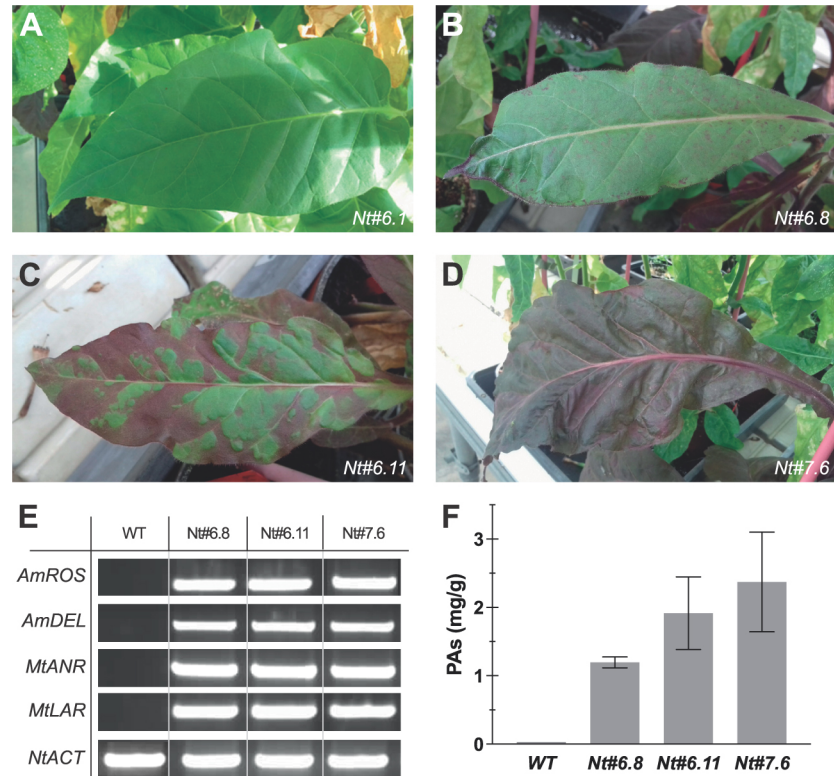 A
Nt#6.1
B
Nt#6.8
C
Nt#6.11
D
Nt#7.6
E
WT Nt#6.8 Nt#6.11 Nt#7.6
AmROS
AmDEL
MtANR
MtLAR
NtACT
F
PAs (mg/g)
3
2
1
0
WT Nt#6.8 Nt#6.11 Nt#7.6